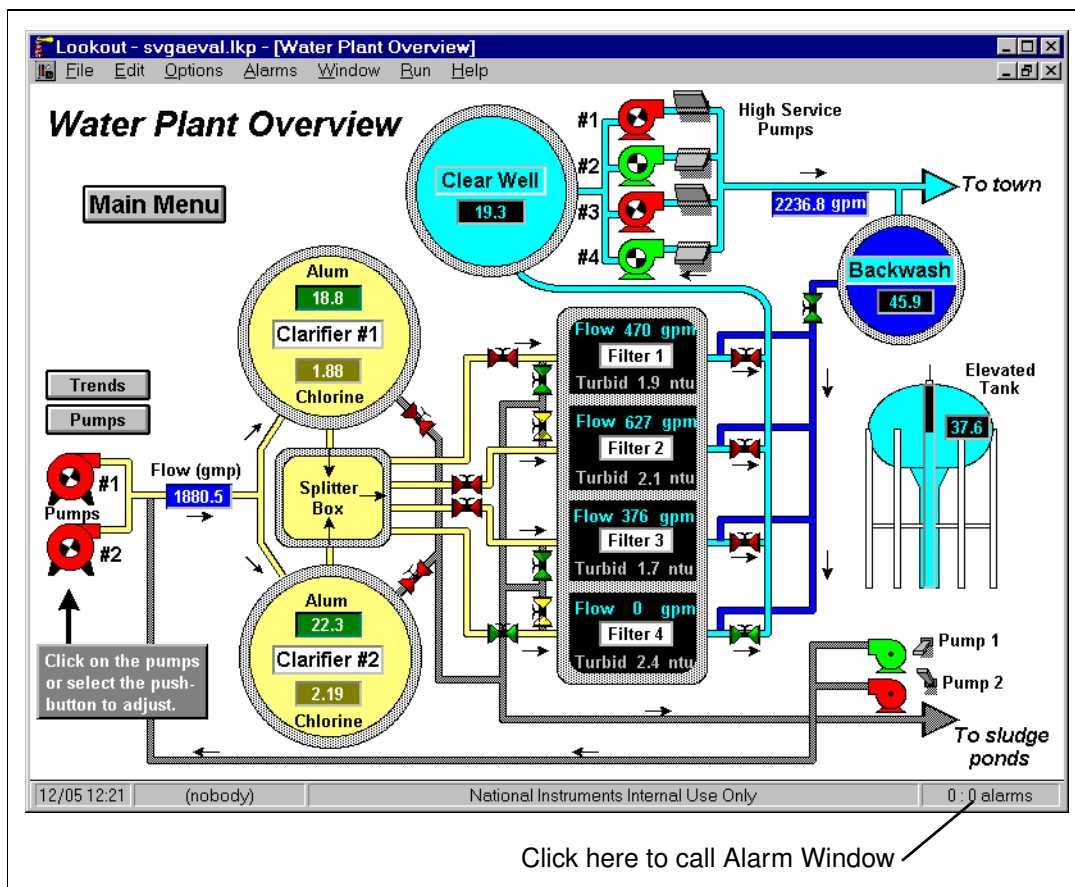 Lookout - svgaeval.lkp - [Water Plant Overview]
File Edit Options Alarms Window Run Help
Water Plant Overview
Main Menu
Clear Well
19.3
#1
#2
#3
#4
High Service
Pumps
2236.8 gpm
To town
Backwash
45.9
Alum
18.8
Clarifier #1
1.88
Chlorine
Trends
Pumps
#1
Pumps
#2
Flow (gmp)
1880.5
Splitter
Box
Alum
22.3
Clarifier #2
2.19
Chlorine
Click on the pumps
or select the push-
button to adjust.
Flow 470 gpm
Filter 1
Turbid 1.9 ntu
Flow 627 gpm
Filter 2
Turbid 2.1 ntu
Flow 376 gpm
Filter 3
Turbid 1.7 ntu
Flow 0 gpm
Filter 4
Turbid 2.4 ntu
Elevated
Tank
37.6
Pump 1
Pump 2
To sludge
ponds
12/05 12:21 (nobody) National Instruments Internal Use Only 0 : 0 alarms
Click here to call Alarm Window